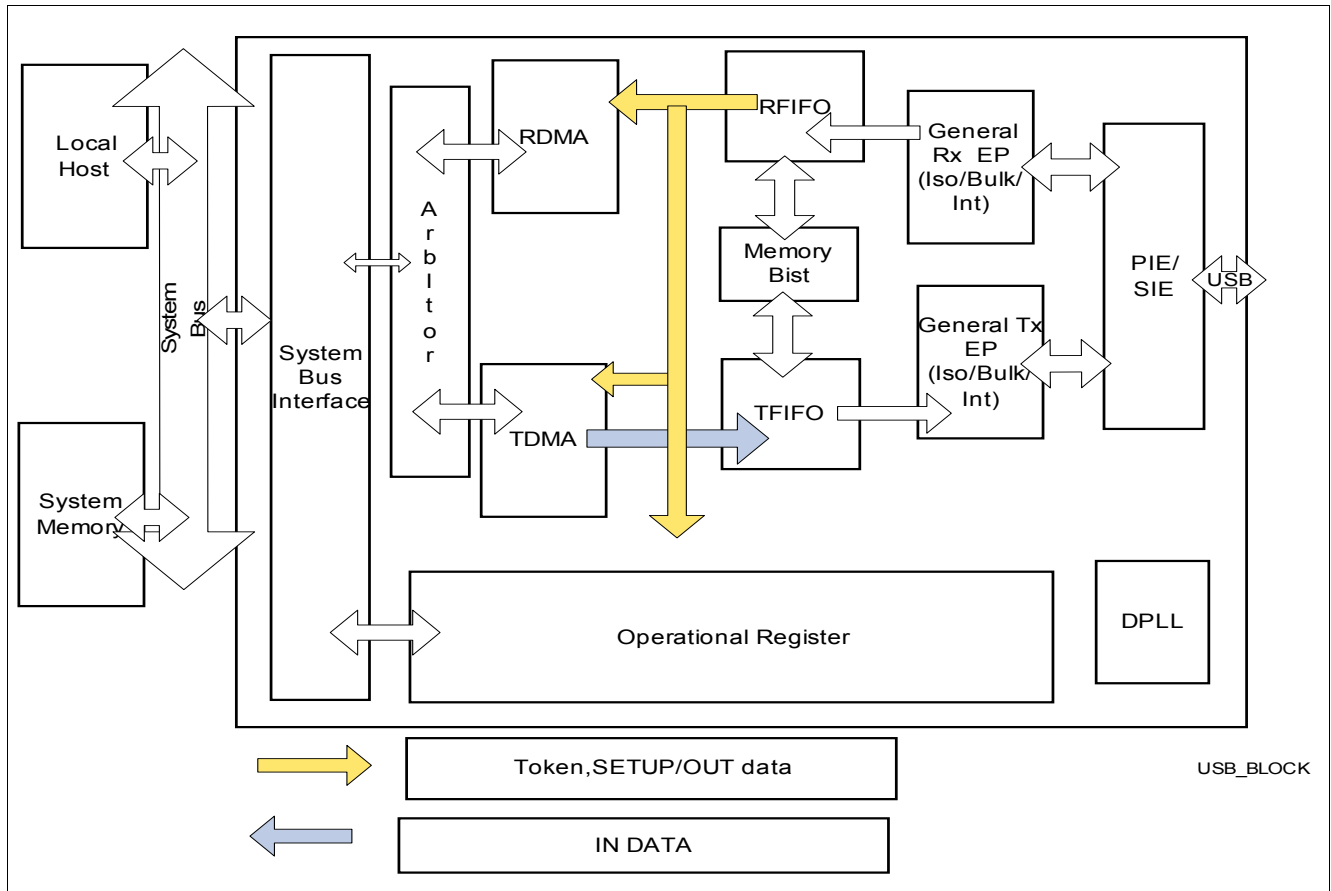 Local
Host
System
Memory
System
Bus
System
Bus
Interface
A
r
b
I
t
o
r
RDMA
TDMA
RFIFO
Memory
Bist
TFIFO
General
Rx EP
(Iso/Bulk/
Int)
General Tx
EP
(Iso/Bulk/
Int)
PIE/
SIE
USB
Operational Register
DPLL
Token,SETUP/OUT data
IN DATA
USB_BLOCK